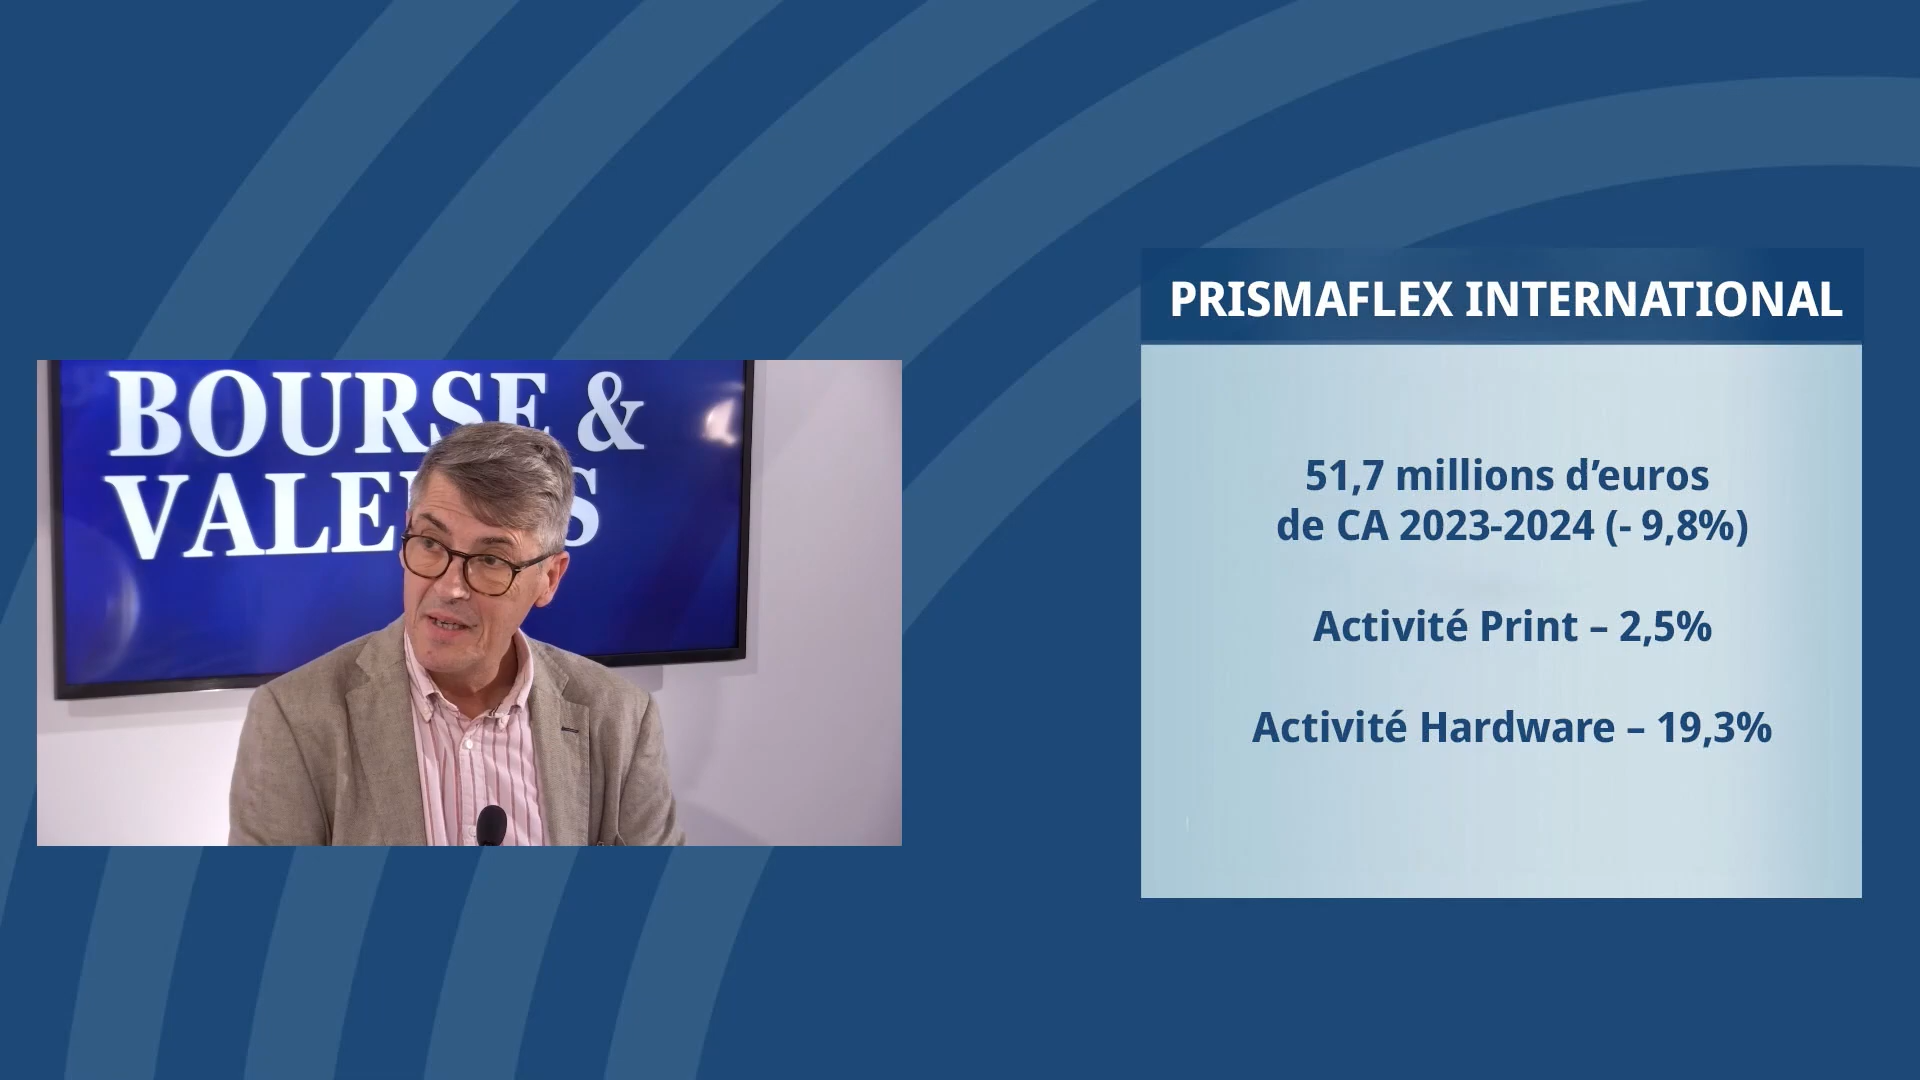 BOURSE &
VALE S
PRISMAFLEX INTERNATIONAL
51,7 millions d’euros
de CA 2023-2024 (- 9,8%)
Activité Print – 2,5%
Activité Hardware – 19,3%